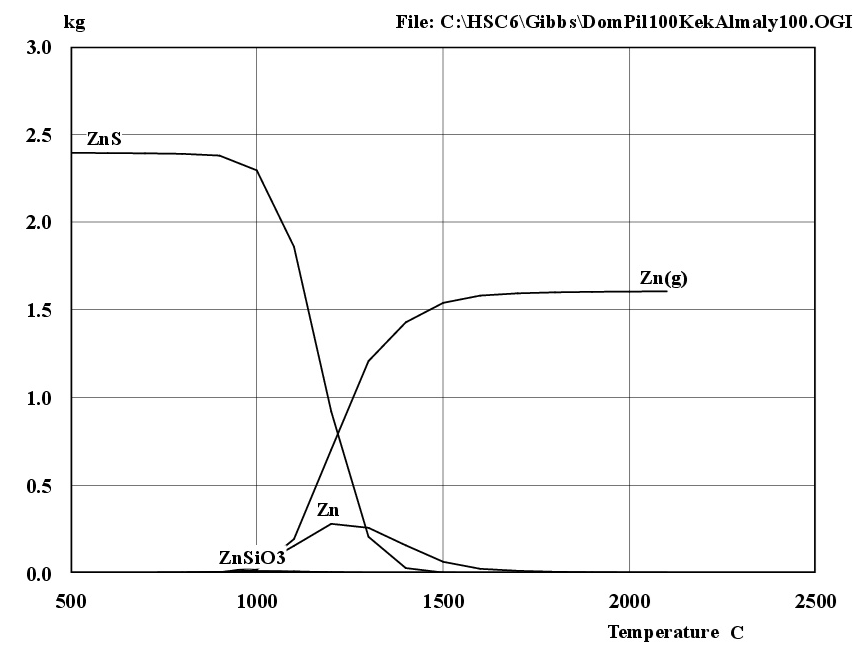 kg File: C:\HSC6\Gibbs\DomPil100KekAlmaly100.OGI
3.0
ZnS
2.5
2.0
Zn(g)
1.5
1.0
0.5
Zn
ZnSiO3
0.0
500 1000 1500 2000 2500
Temperature C